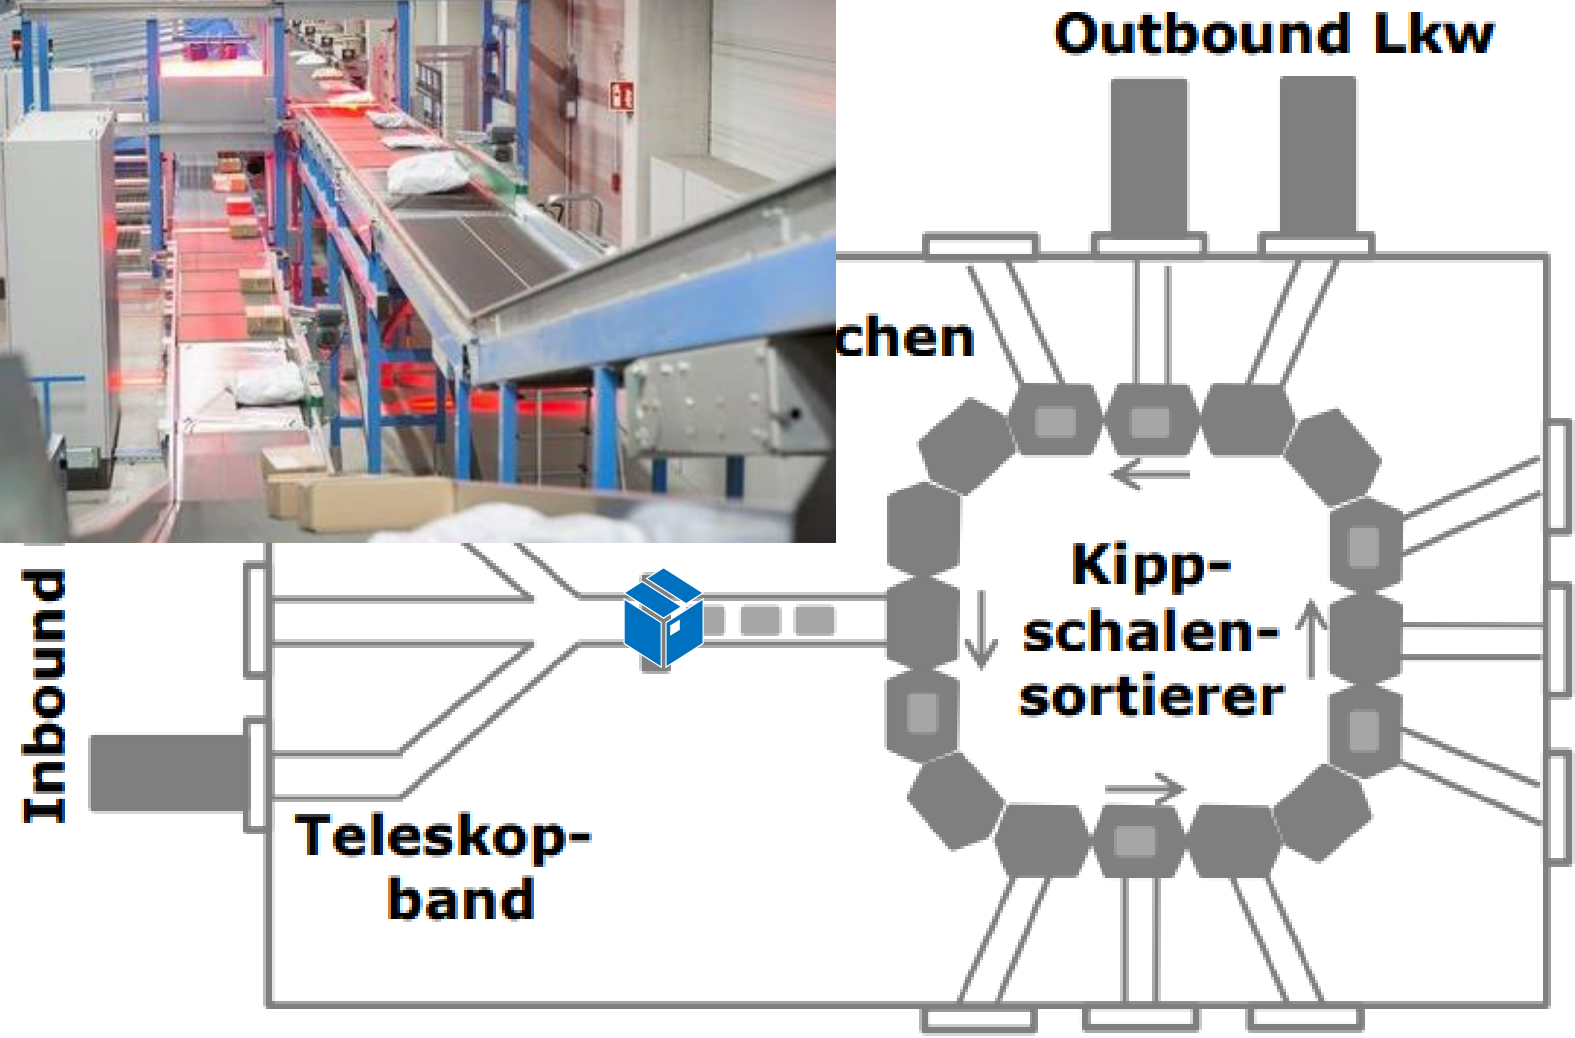 Outbound Lkw
chen
Kipp-
schalen-
sortierer
Inbound
Teleskop-
band